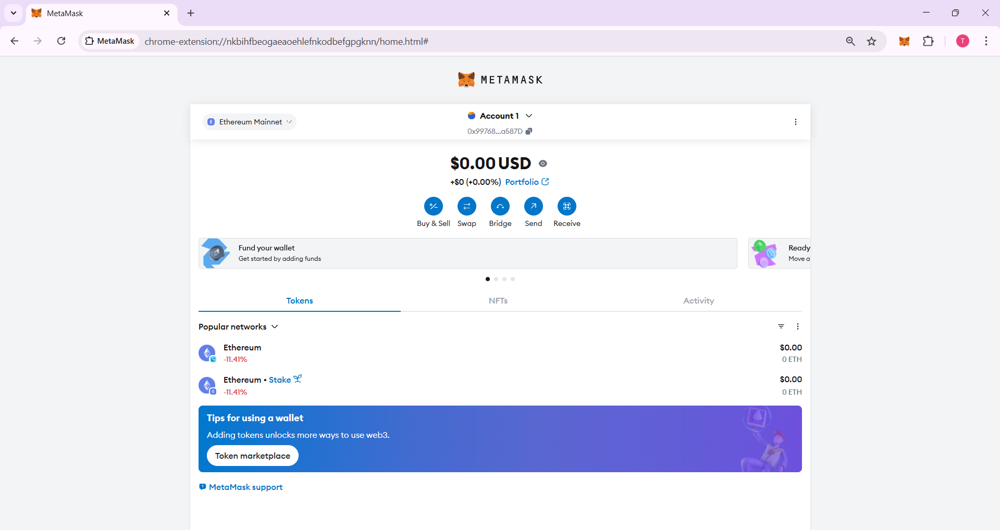 MetaMask
MetaMask
chrome-extension://nkbihfbeogaeaoehlefnkodbefgpgknn/home.html#
T
METAMASK
Ethereum Mainnet
Account 1
0x99768...a587D
$0.00 USD
+$0 (+0.00%) Portfolio
Buy & Sell Swap Bridge Send Receive
Fund your wallet
Get started by adding funds
Ready
Move a
Tokens NFTs Activity
Popular networks
Ethereum $0.00
-11.41% 0 ETH
Ethereum • Stake $0.00
-11.41% 0 ETH
Tips for using a wallet
Adding tokens unlocks more ways to use web3.
Token marketplace
MetaMask support